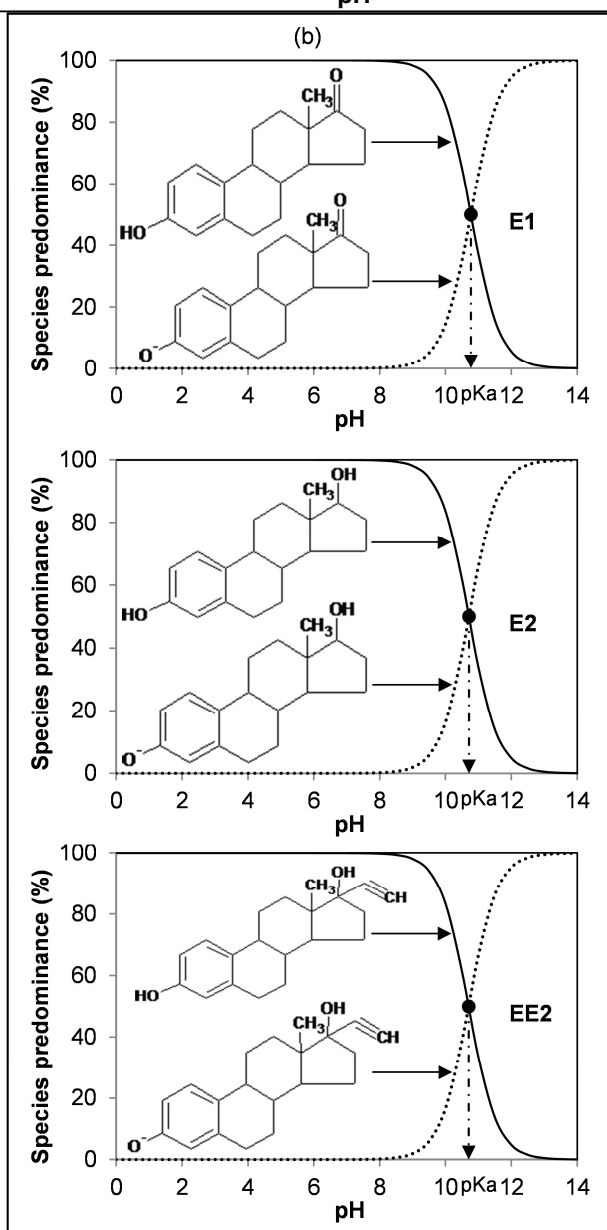 pH
(b)
Species predominance (%)
100
80
60
40
20
0
CH₃
O
HO
CH₃
O
O⁻
E1
0 2 4 6 8 10 pKa 12 14
pH
Species predominance (%)
100
80
60
40
20
0
OH
CH₃
HO
OH
CH₃
O⁻
E2
0 2 4 6 8 10 pKa 12 14
pH
Species predominance (%)
100
80
60
40
20
0
OH
CH₃
CH
HO
OH
CH₃
CH
O⁻
EE2
0 2 4 6 8 10 pKa 12 14
pH